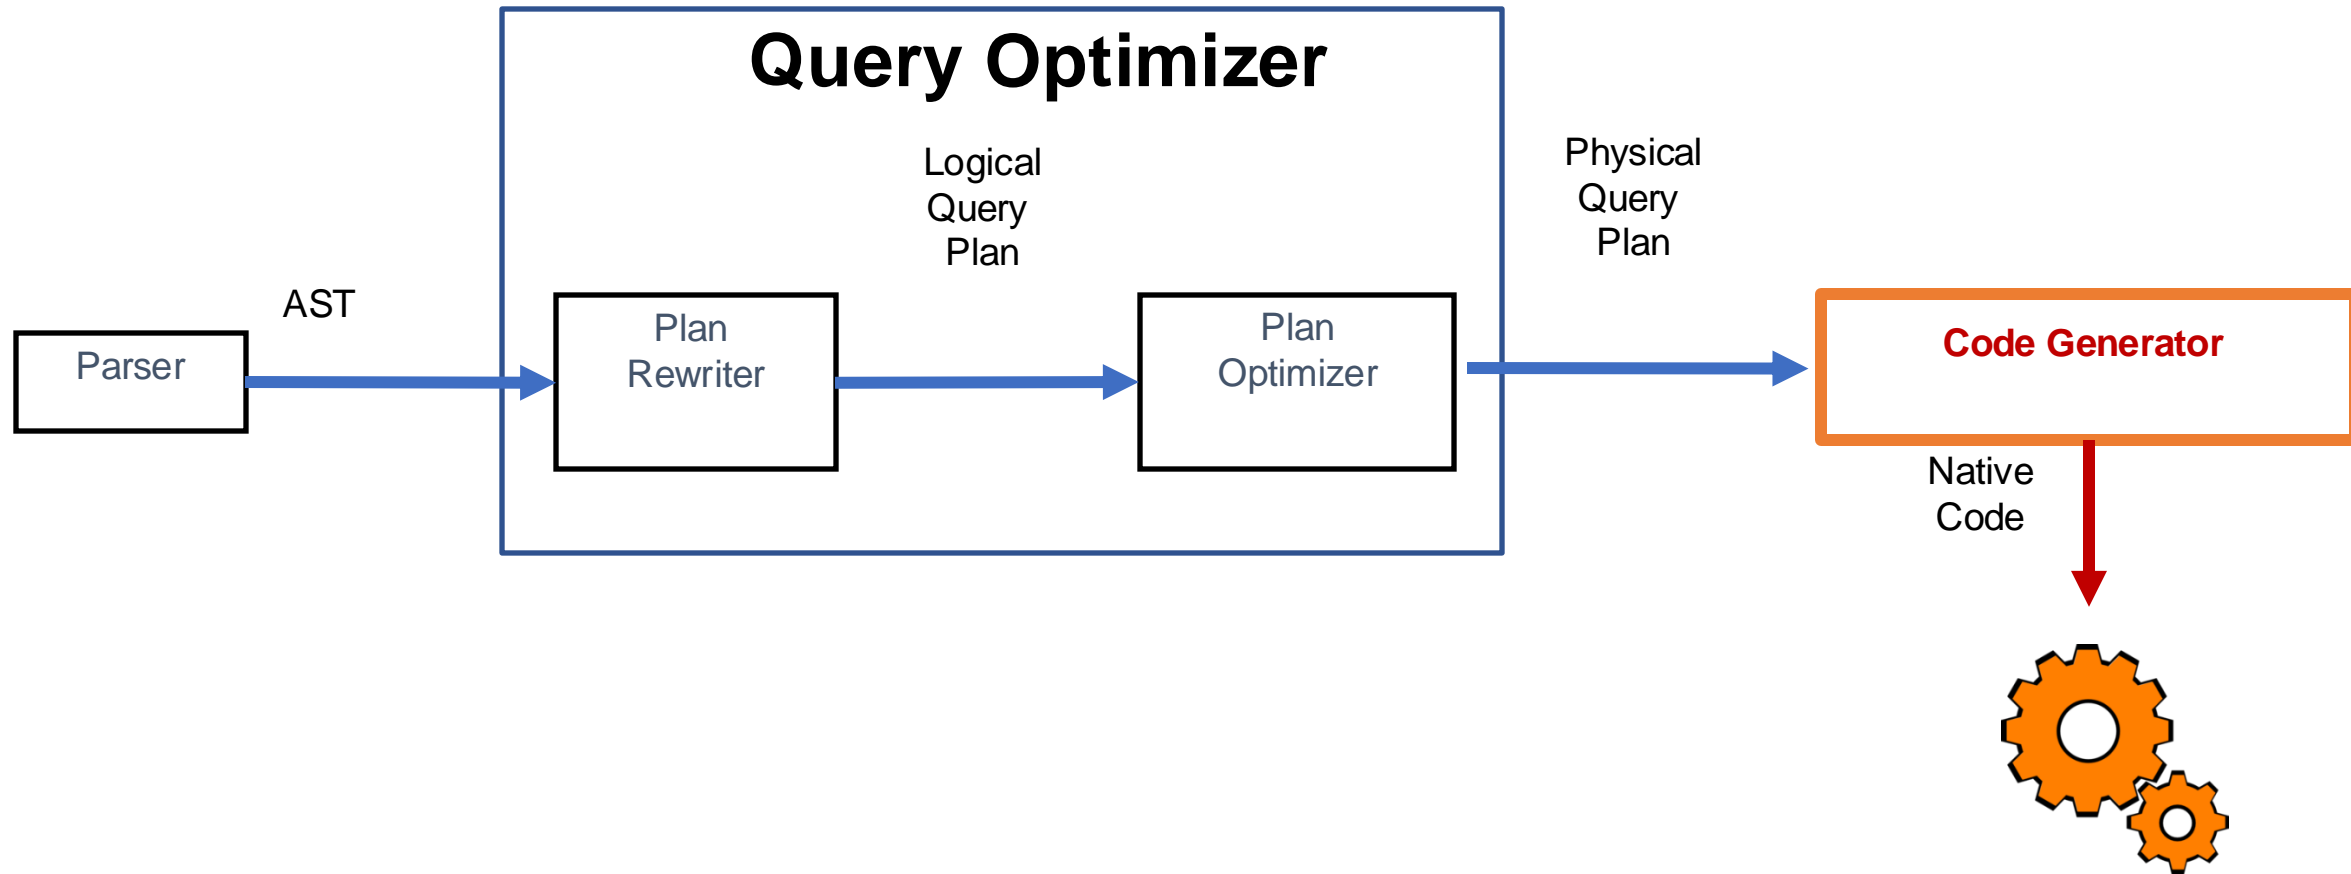 Query Optimizer
Logical
Query
Plan
Physical
Query
Plan
AST
Parser
Plan
Rewriter
Plan
Optimizer
Code Generator
Native
Code